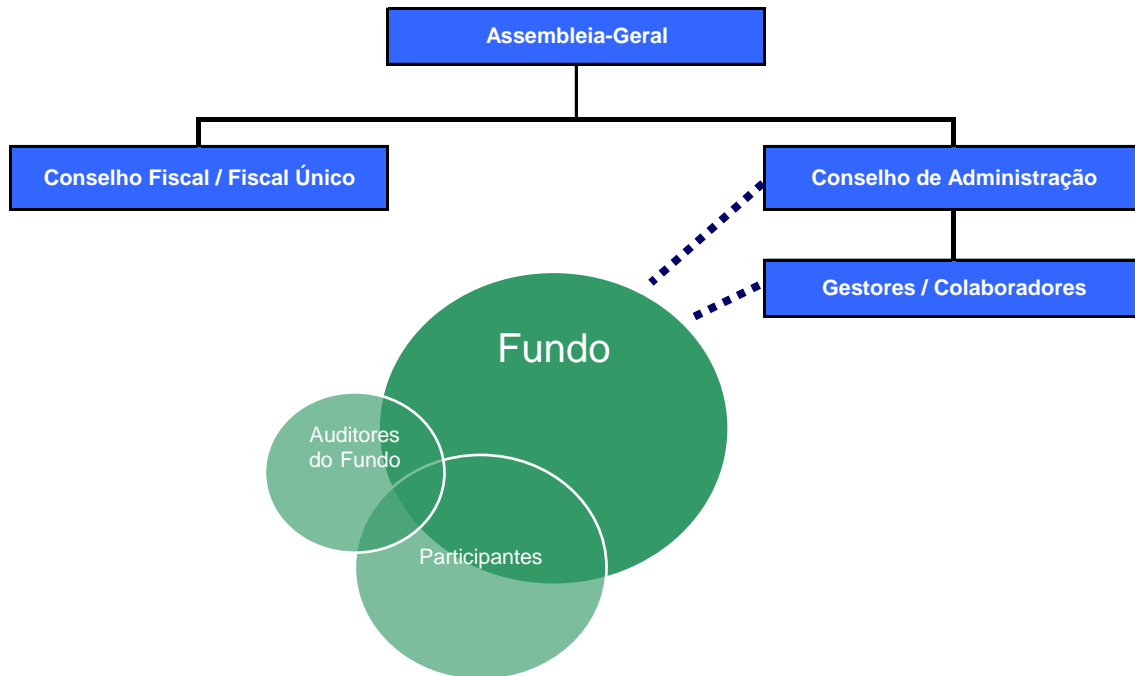 Assembleia-Geral
Conselho Fiscal / Fiscal Único
Conselho de Administração
Gestores / Colaboradores
Fundo
Auditores
do Fundo
Participantes